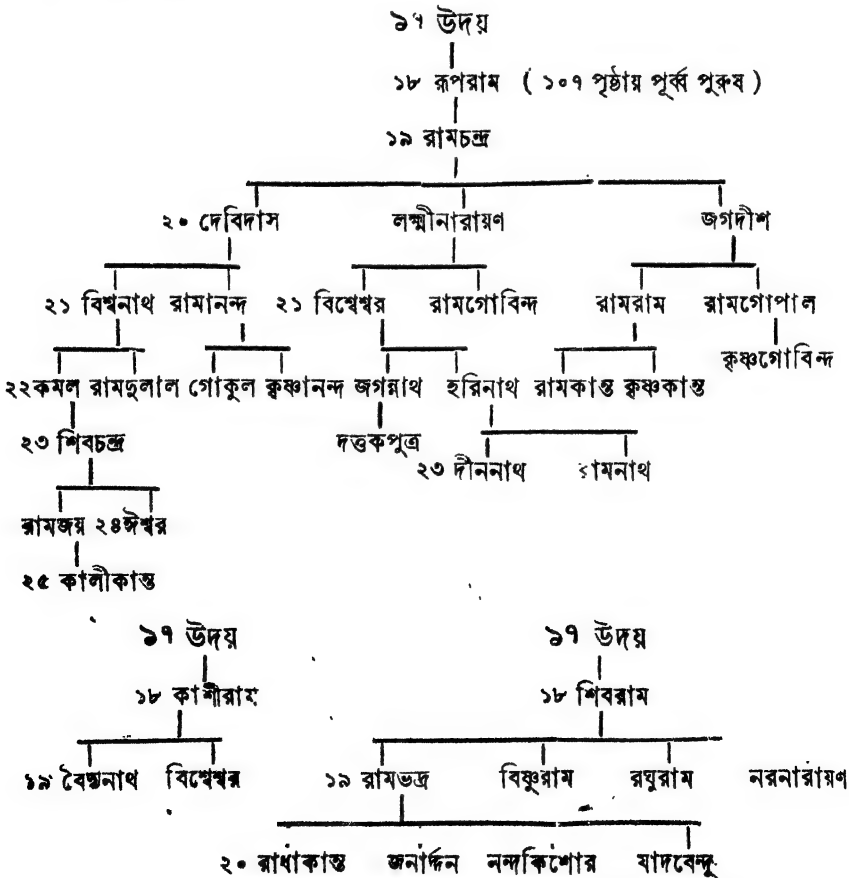 ১৭ উদয়
১৮ রূপরাম ( ১০৭ পৃষ্ঠায় পূর্ব্ব পুরুষ )
১৯ রামচন্দ্র
২০ দেবিদাস লক্ষ্মীনারায়ণ জগদীশ
২১ বিশ্বনাথ রামানন্দ ২১ বিশ্বেশ্বর রামগোবিন্দ রামরাম রামগোপাল
কৃষ্ণগোবিন্দ
২২কমল রামদুলাল গোকুল কৃষ্ণানন্দ জগন্নাথ হরিনাথ রামকান্ত কৃষ্ণকান্ত
২৩ শিবচন্দ্র দত্তকপুত্র
২৩ দীননাথ রামনাথ
রামজয় ২৪ঈশ্বর
২৫ কালীকান্ত
১৭ উদয় ১৭ উদয়
১৮ কাশীরাম ১৮ শিবরাম
১৯ বৈদ্যনাথ বিশ্বেশ্বর ১৯ রামভদ্র বিষ্ণুরাম রঘুরাম নরনারায়ণ
২০ রাধাকান্ত জনার্দ্দন নন্দকিশোর যাদবেন্দু